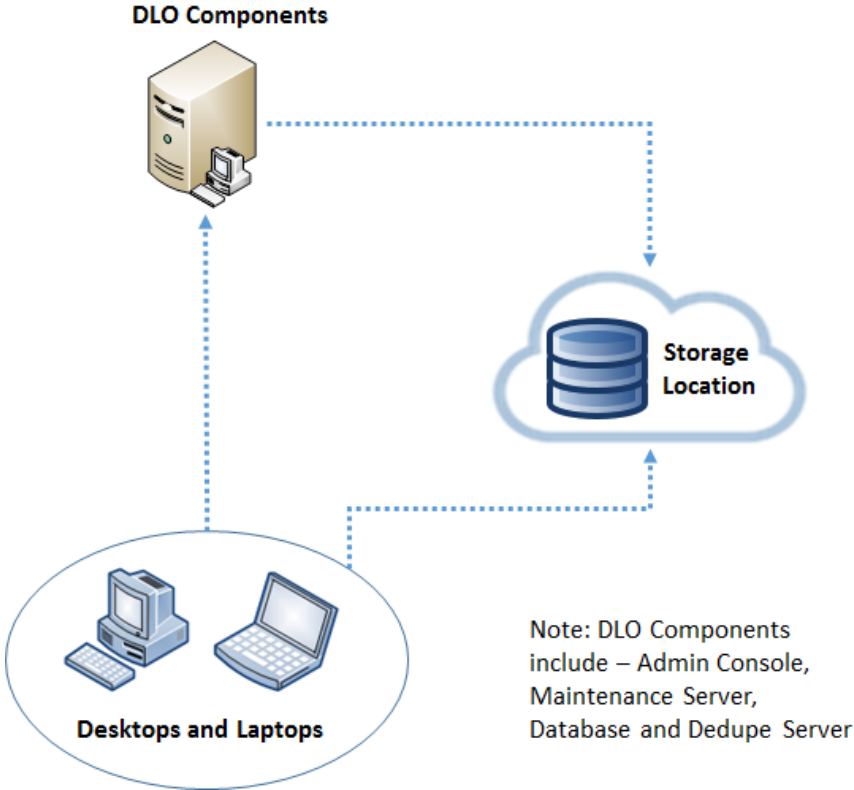 DLO Components
Storage
Location
Desktops and Laptops
Note: DLO Components
include – Admin Console,
Maintenance Server,
Database and Dedupe Server